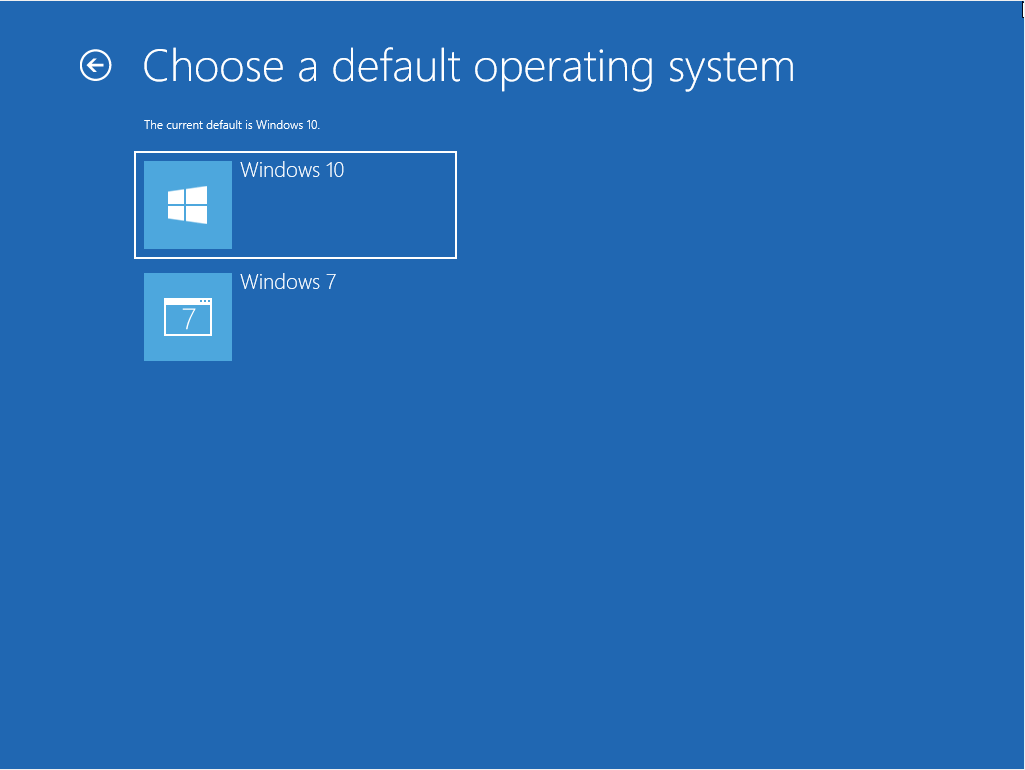 Choose a default operating system
The current default is Windows 10.
Windows 10
Windows 7
7